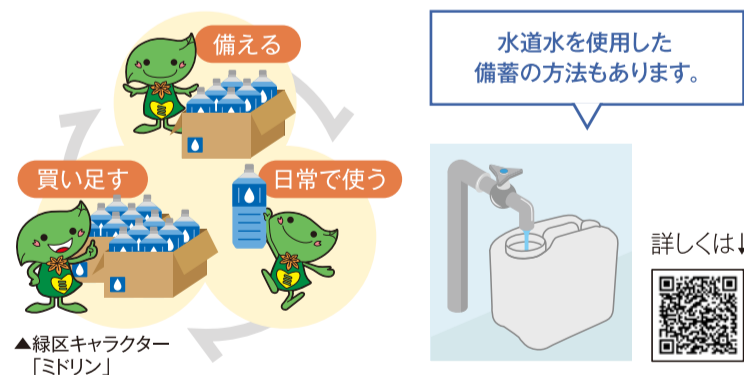 備える
買い足す
日常で使う
▲緑区キャラクター
「ミドリン」
水道水を使用した
備蓄の方法もあります。
詳しくは↓